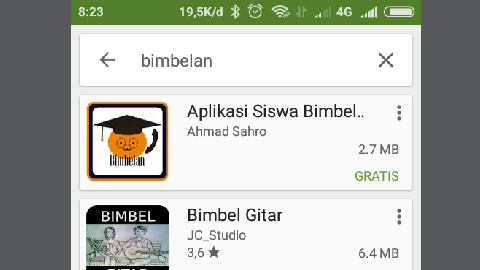 8:23 19,5K/d 4G
bimbelan
Aplikasi Siswa Bimbel..
Ahmad Sahro
2.7 MB
GRATIS
Bimbelan
BIMBEL
Bimbel Gitar
JC_Studio
3,6
6.4 MB
GITAR